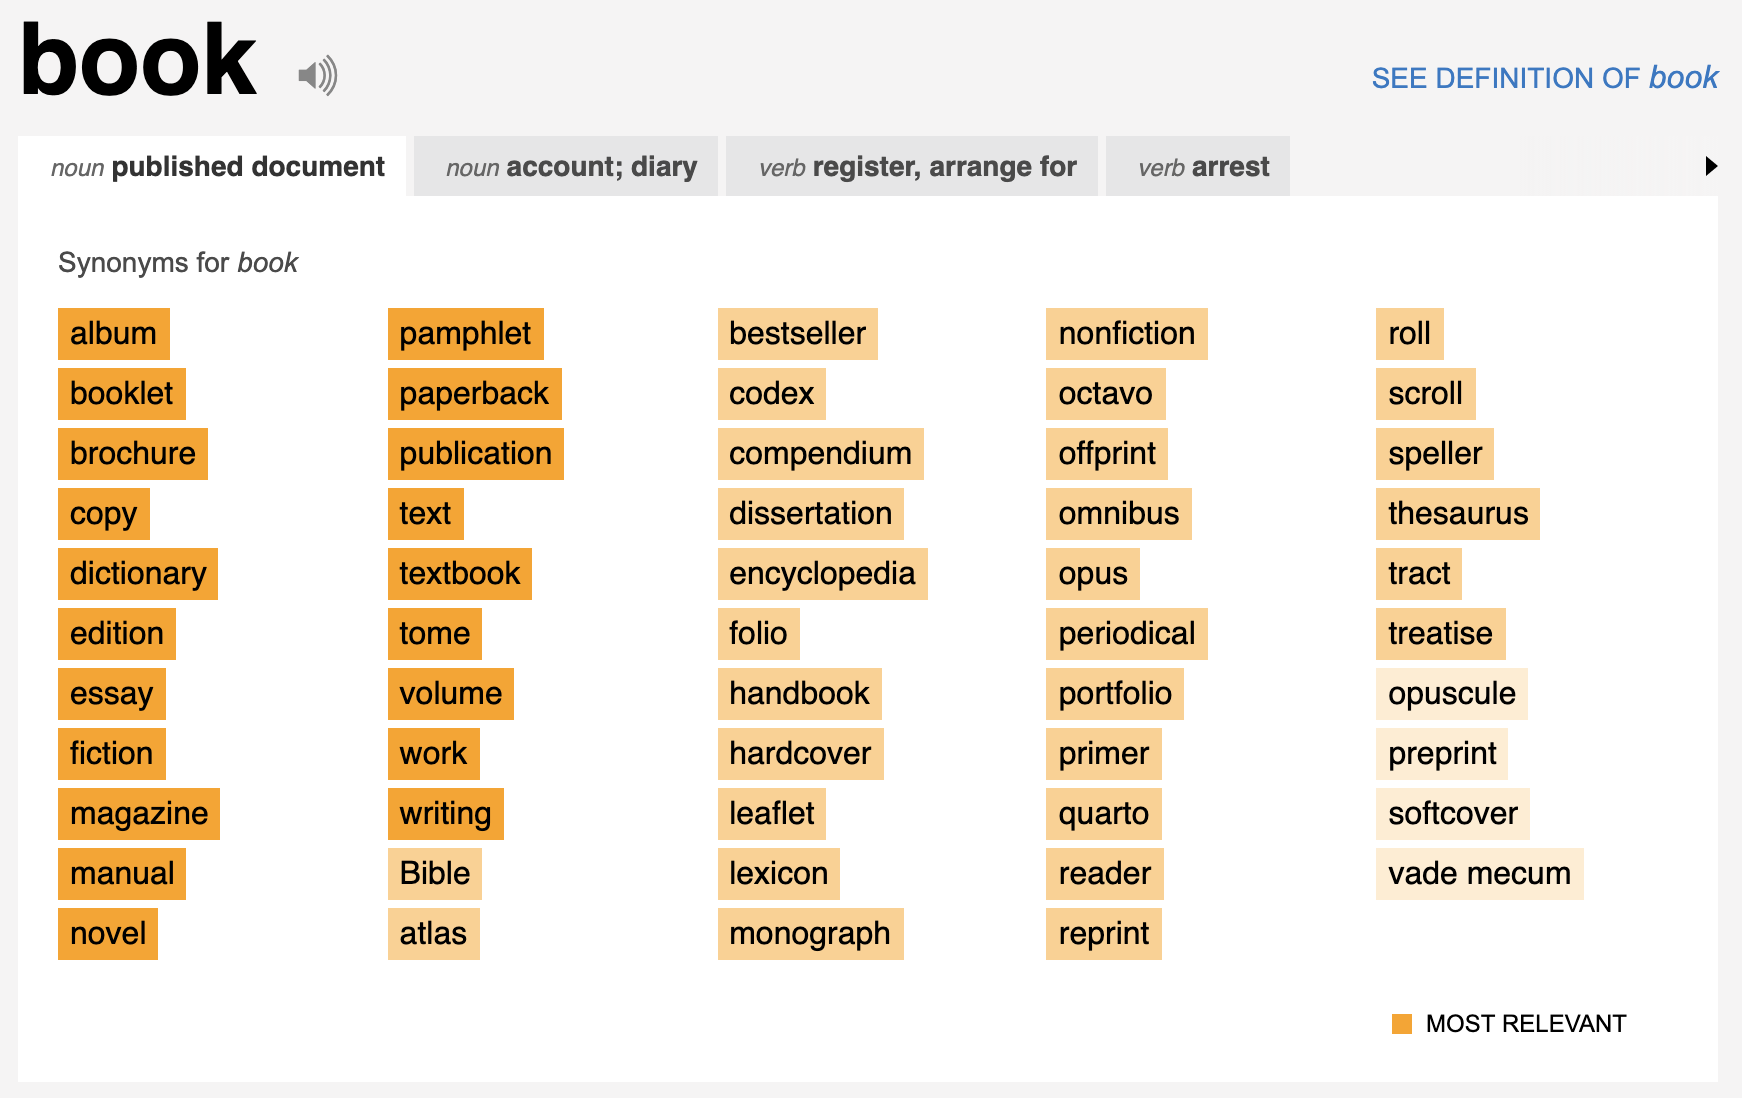 book
SEE DEFINITION OF book
noun published document
noun account; diary
verb register, arrange for
verb arrest
Synonyms for book
album
booklet
brochure
copy
dictionary
edition
essay
fiction
magazine
manual
novel
pamphlet
paperback
publication
text
textbook
tome
volume
work
writing
Bible
atlas
bestseller
codex
compendium
dissertation
encyclopedia
folio
handbook
hardcover
leaflet
lexicon
monograph
nonfiction
octavo
offprint
omnibus
opus
periodical
portfolio
primer
quarto
reader
reprint
roll
scroll
speller
thesaurus
tract
treatise
opuscule
preprint
softcover
vade mecum
MOST RELEVANT